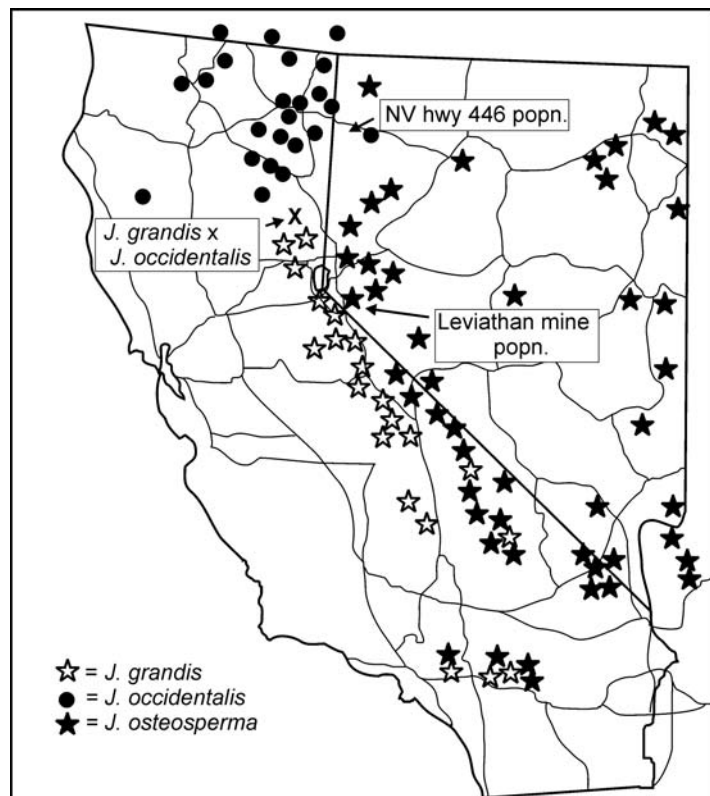 NV hwy 446 popn.
J. grandis x
J. occidentalis
x
Leviathan mine
popn.
= J. grandis
= J. occidentalis
= J. osteosperma